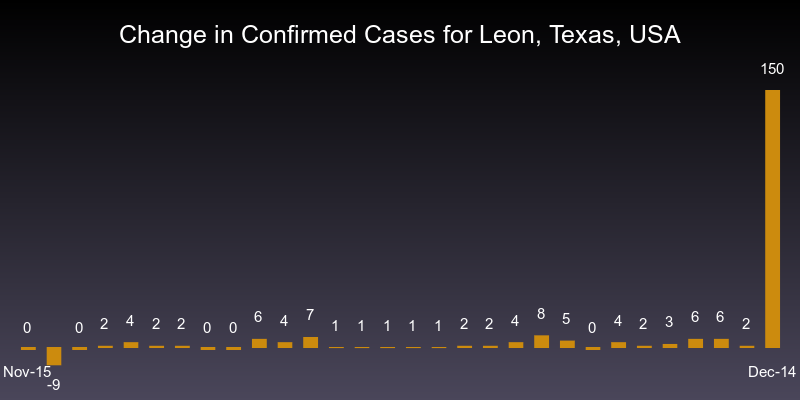 Change in Confirmed Cases for Leon, Texas, USA
150
0 0 2 4 2 2 0 0 6 4 7 1 1 1 1 1 2 2 4 8 5 0 4 2 3 6 6 2
Nov-15 Dec-14
-9